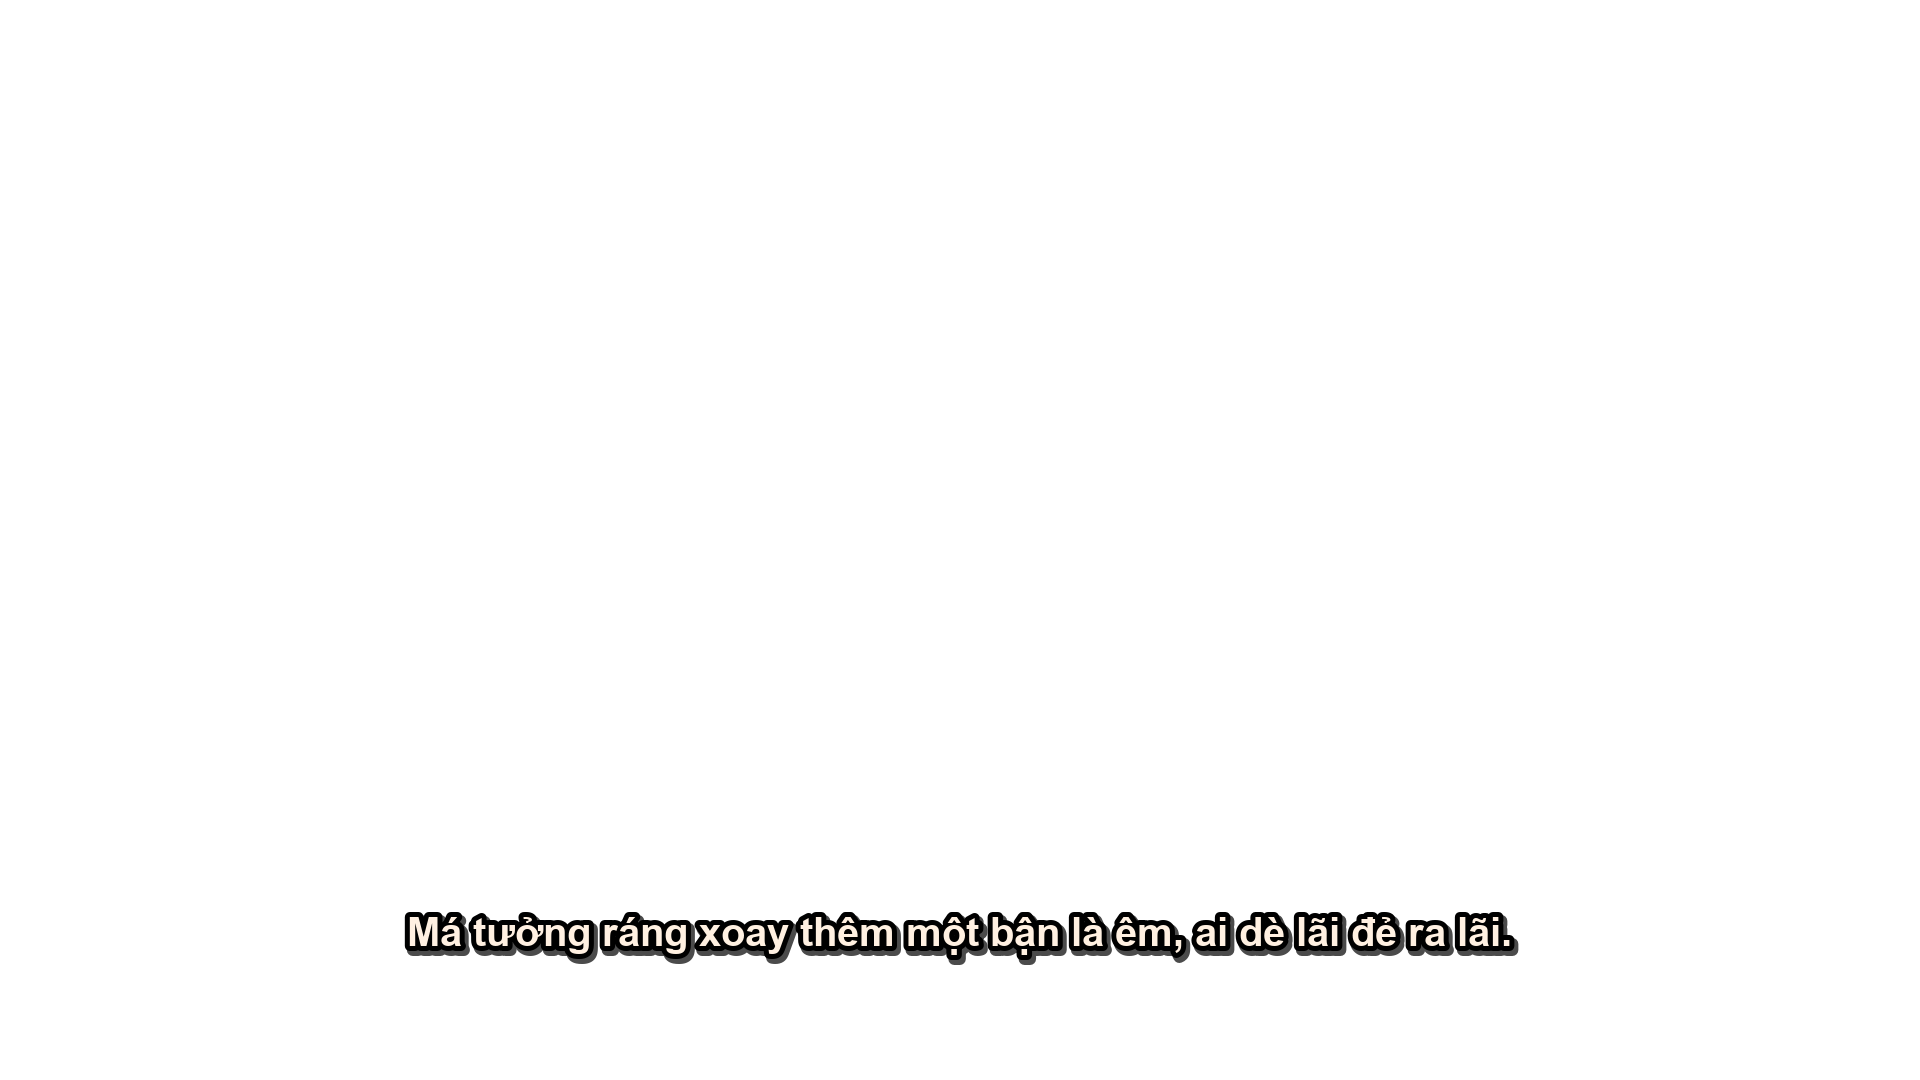 Má tưởng ráng xoay thêm một bận là êm, ai dè lãi đẻ ra lãi.